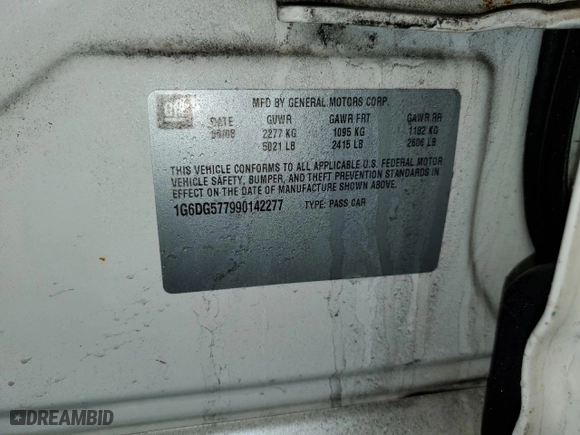 GM MFD BY GENERAL MOTORS CORP.
DATE GVWR GAWR FRT GAWR RR
2277 KG 1095 KG 1182 KG
5021 LB 2415 LB 2606 LB
THIS VEHICLE CONFORMS TO ALL APPLICABLE U.S. FEDERAL MOTOR
VEHICLE SAFETY, BUMPER, AND THEFT PREVENTION STANDARDS IN
EFFECT ON THE DATE OF MANUFACTURE SHOWN ABOVE.
1G6DG577990142277 TYPE: PASS CAR
DREAMBID